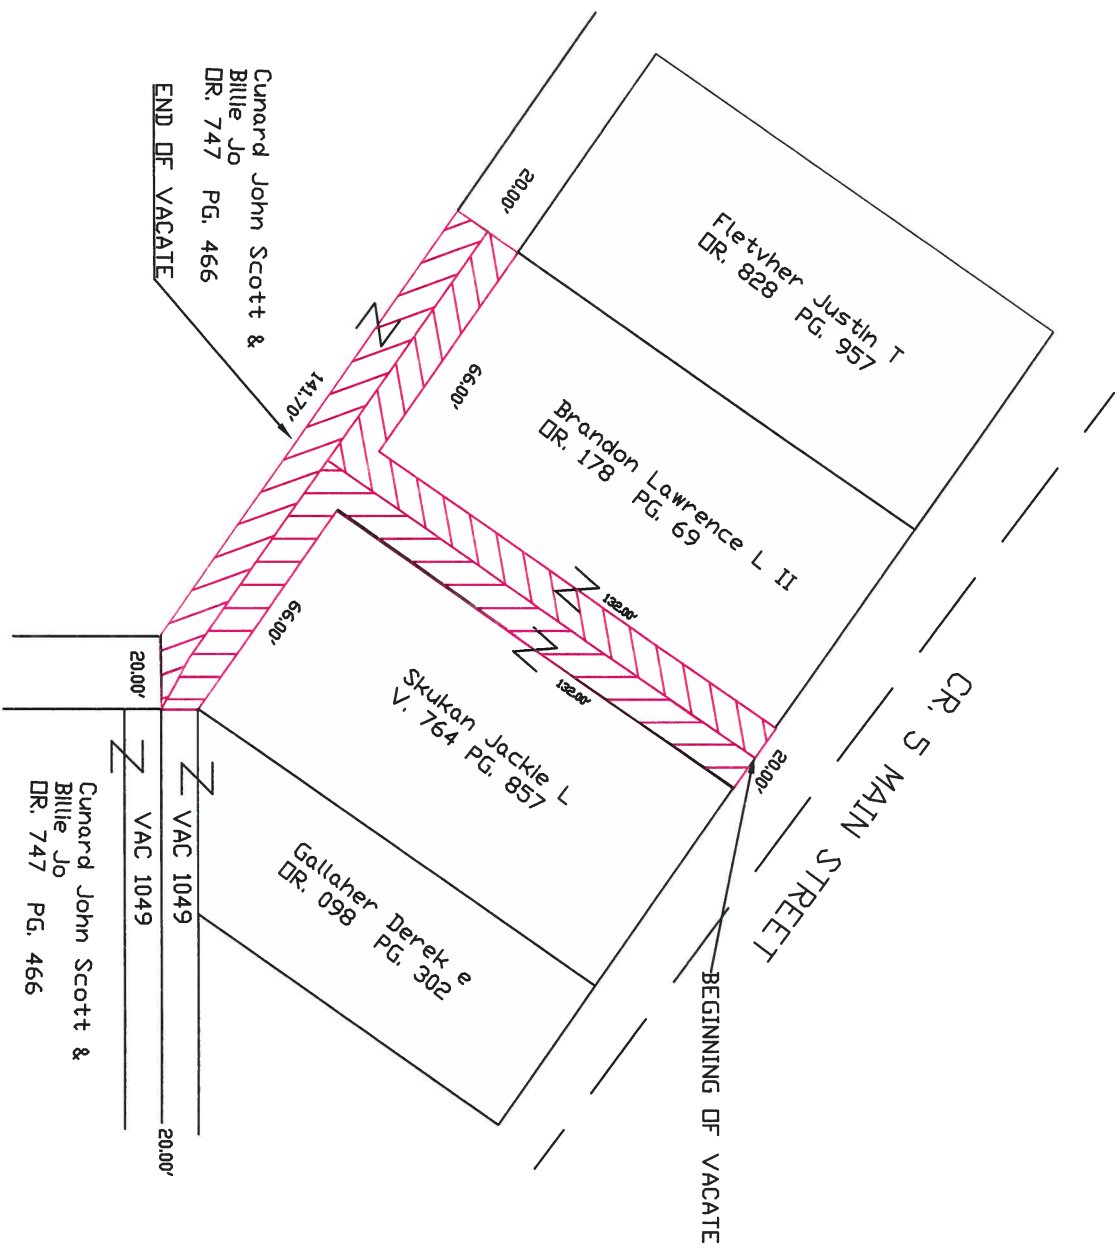 Cunard John Scott &
Billie Jo
OR. 747 PG. 466
END OF VACATE
20.00'
Fletvher Justin T
OR. 828 PG. 957
66.00'
Brandon Lawrence L II
OR. 178 PG. 69
141.70'
132.00'
132.00'
20.00'
CR 5 MAIN STREET
66.00'
Skukan Jackie L
V. 764 PG. 857
20.00'
Gallaher Derek e
OR. 098 PG. 302
VAC 1049
VAC 1049
20.00'
Cunard John Scott &
Billie Jo
OR. 747 PG. 466
BEGINNING OF VACATE